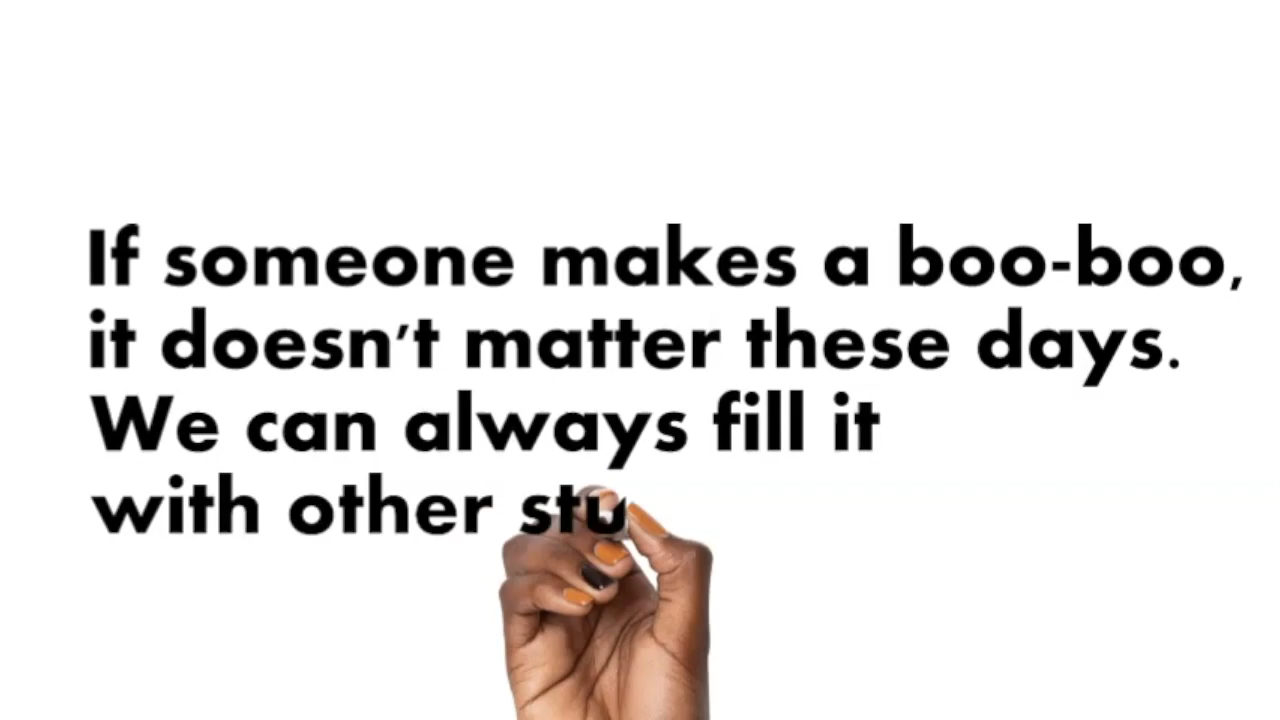 If someone makes a boo-boo,
it doesn't matter these days.
We can always fill it
with other stu